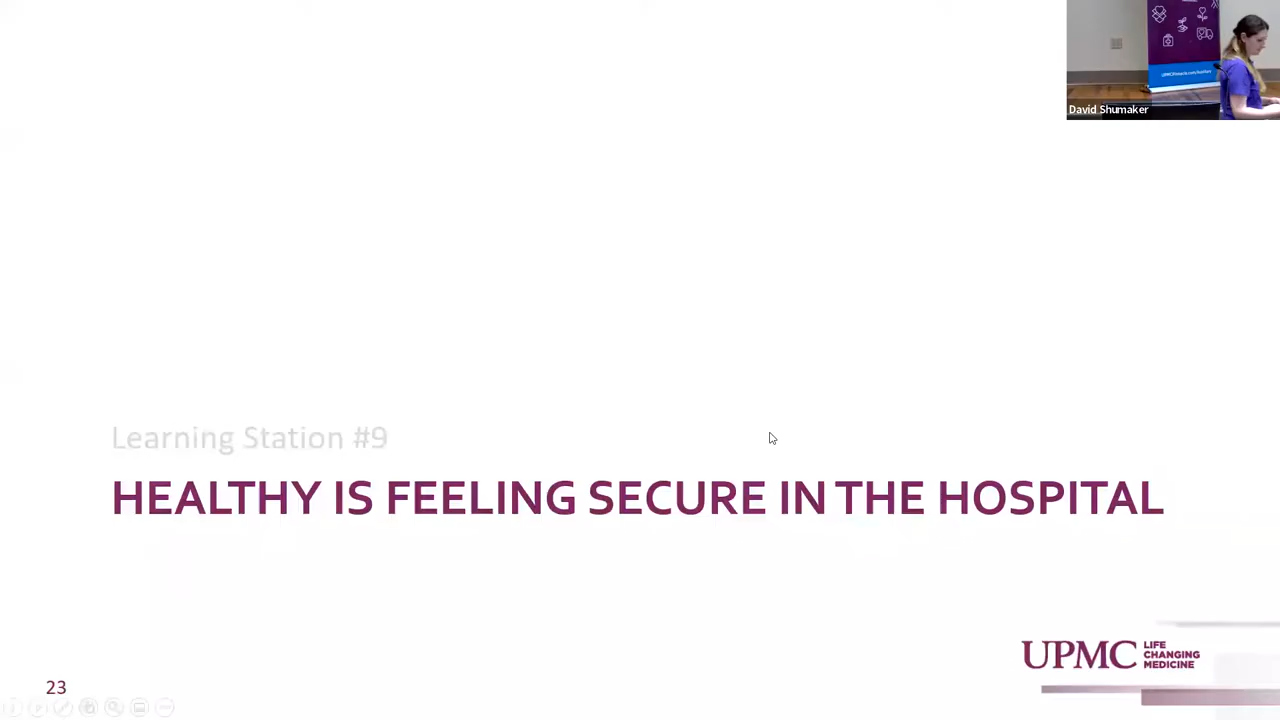 David Shumaker
Learning Station #9
HEALTHY IS FEELING SECURE IN THE HOSPITAL
UPMC LIFE
CHANGING
MEDICINE
23